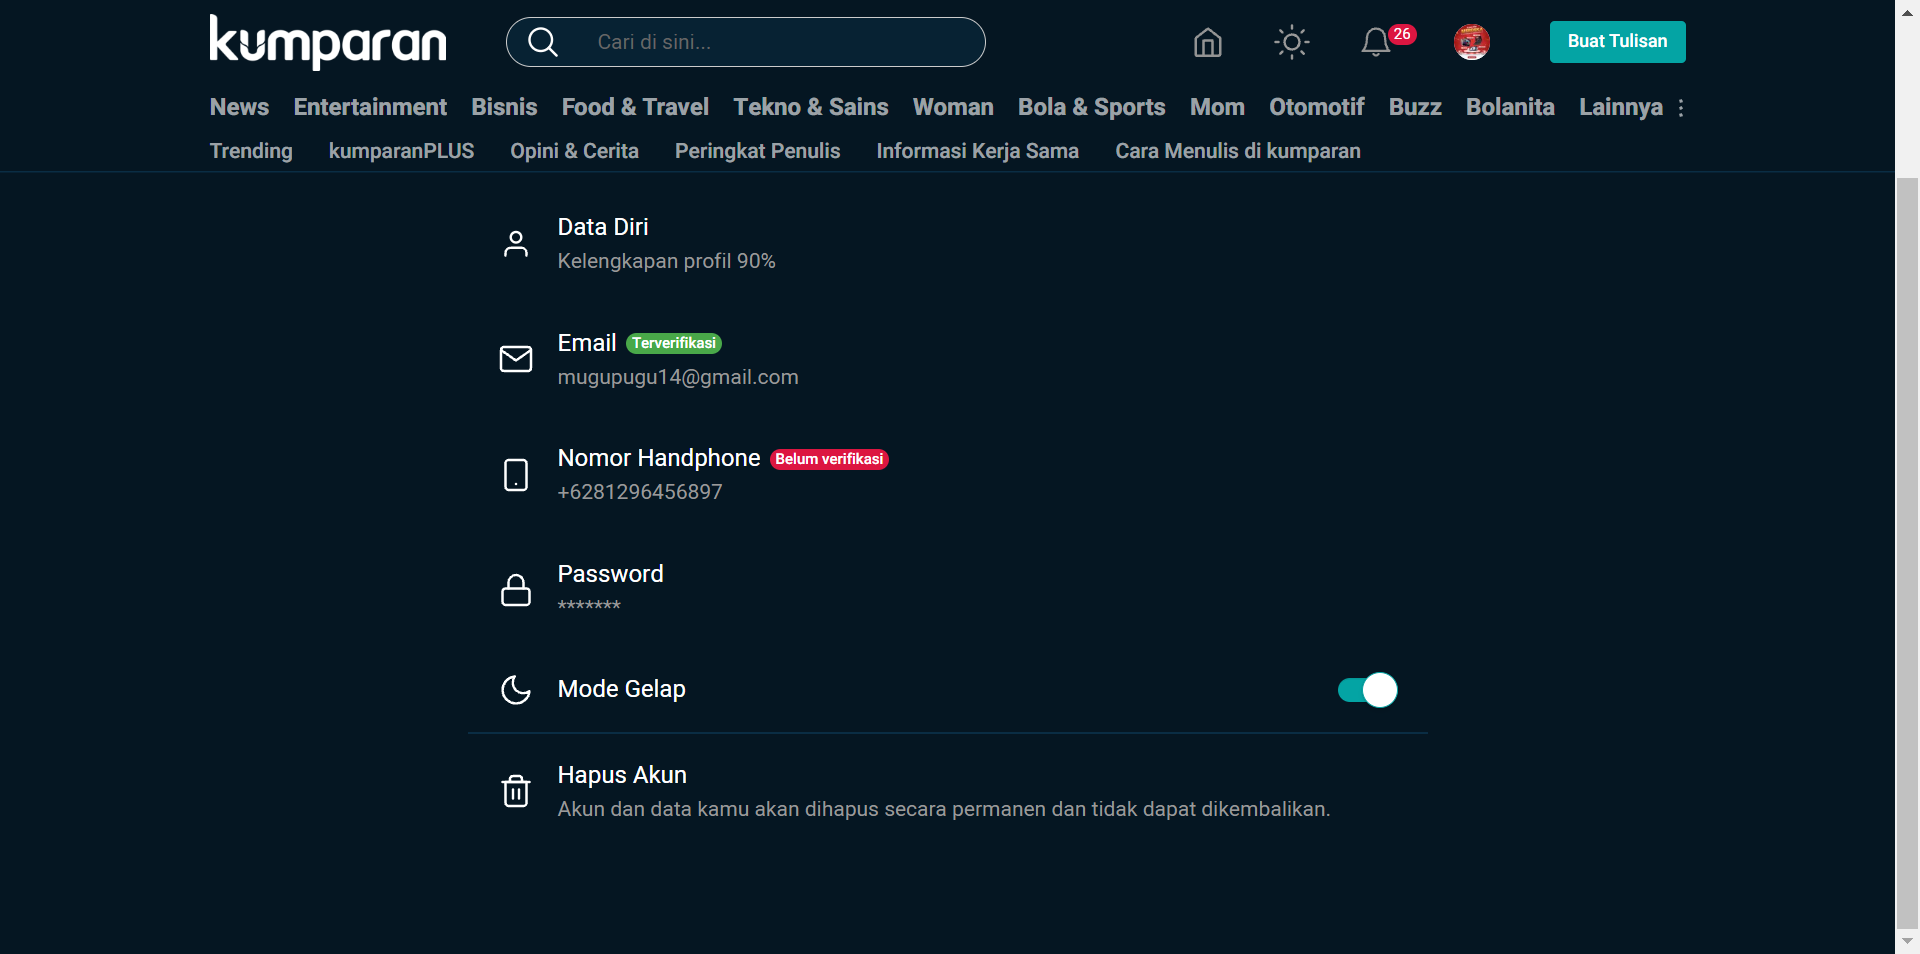 kumparan
Cari di sini...
26
Buat Tulisan
News Entertainment Bisnis Food & Travel Tekno & Sains Woman Bola & Sports Mom Otomotif Buzz Bolanita Lainnya
Trending kumparanPLUS Opini & Cerita Peringkat Penulis Informasi Kerja Sama Cara Menulis di kumparan
Data Diri
Kelengkapan profil 90%
Email Terverifikasi
mugupugu14@gmail.com
Nomor Handphone Belum verifikasi
+6281296456897
Password
*******
Mode Gelap
Hapus Akun
Akun dan data kamu akan dihapus secara permanen dan tidak dapat dikembalikan.